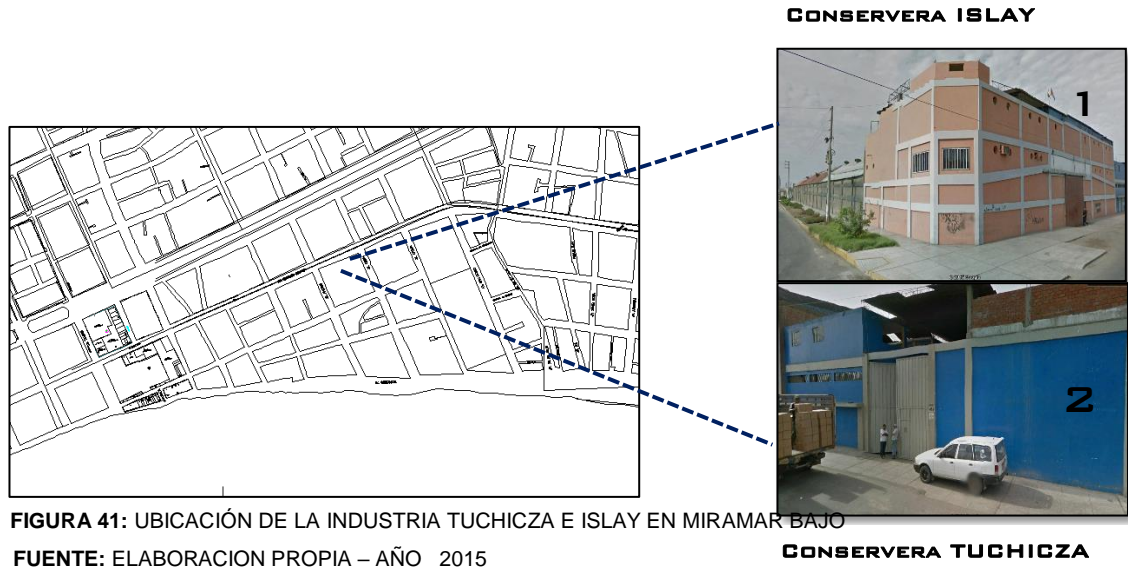 CONSERVERA ISLAY
1
2
FIGURA 41: UBICACIÓN DE LA INDUSTRIA TUCHICZA E ISLAY EN MIRAMAR BAJO
FUENTE: ELABORACION PROPIA – AÑO 2015
CONSERVERA TUCHICZA